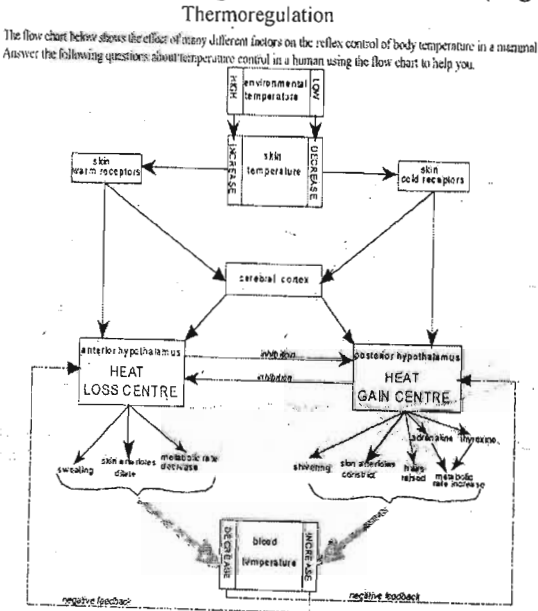 Thermoregulation
The flow chart below shows the effect of many different factors on the reflex control of body temperature in a mammal
Answer the following questions about temperature control in a human using the flow chart to help you.
HIGH
environmental
temperature
LOW
INCREASE
skin
temperature
DECREASE
skin
warm receptors
skin
cold receptors
cerebral cortex
anterior hypothalamus
HEAT
LOSS CENTRE
inhibition
inhibition
posterior hypothalamus
HEAT
GAIN CENTRE
sweating
skin arterioles
dilate
metabolic rate
decrease
shivering
skin arterioles
constrict
hairs
raised
adrenaline
thyroxine
metabolic
rate increase
DECREASE
blood
temperature
INCREASE
negative feedback
negative feedback